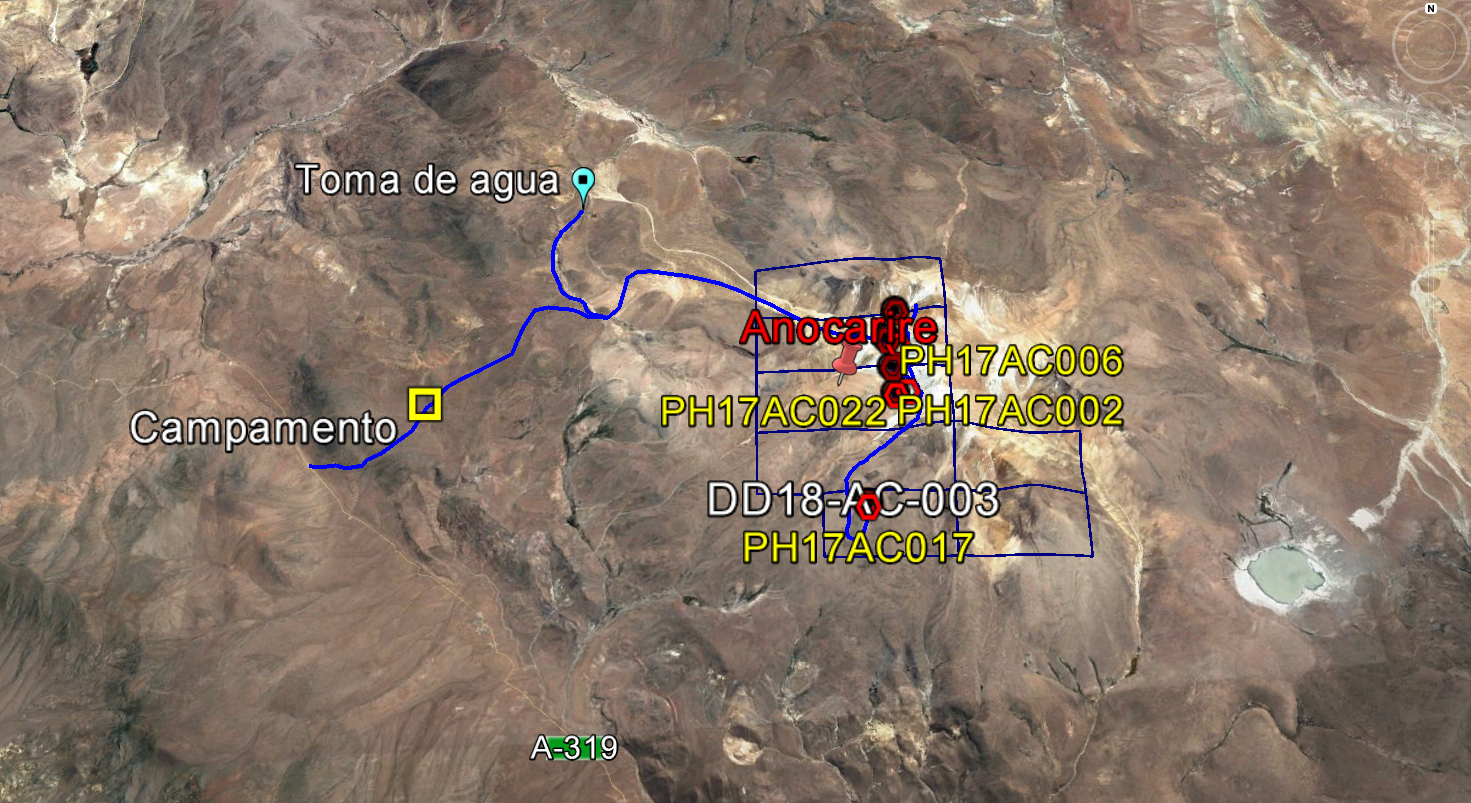 N
Toma de agua
Anocarire
PH17AC006
PH17AC022
PH17AC002
Campamento
DD18-AC-003
PH17AC017
A-319